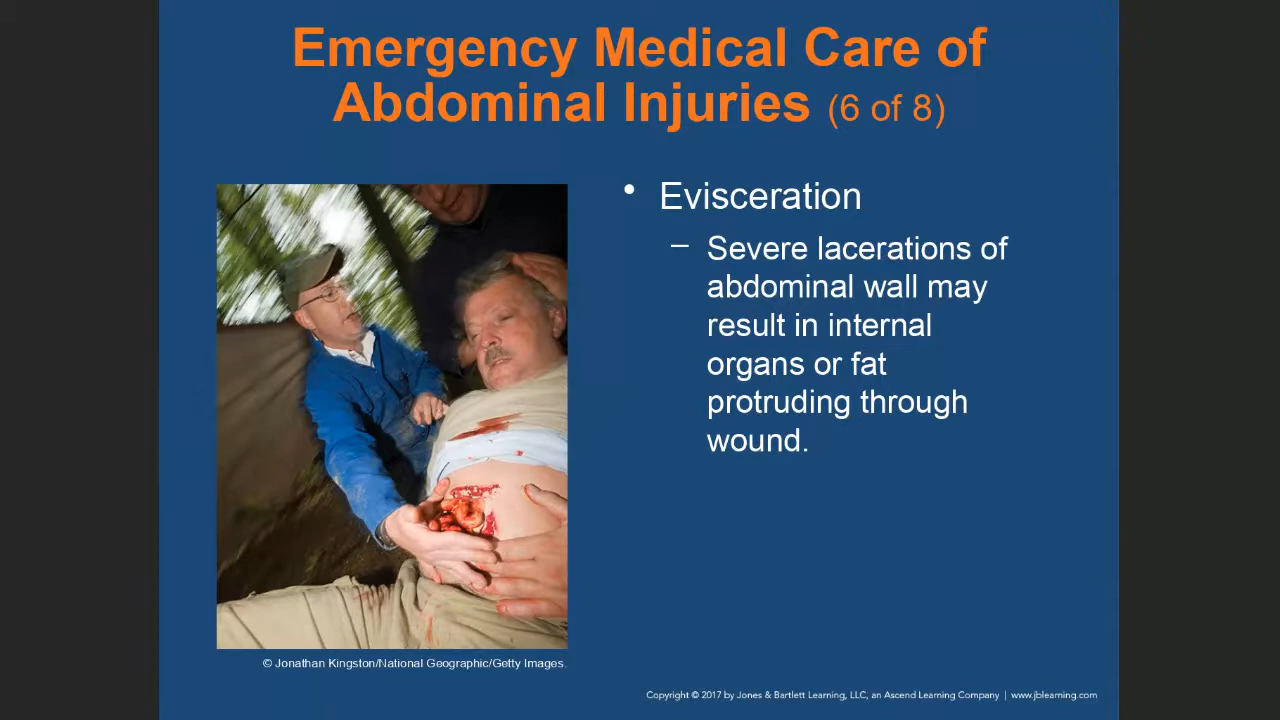 Emergency Medical Care of
Abdominal Injuries (6 of 8)
• Evisceration
– Severe lacerations of
abdominal wall may
result in internal
organs or fat
protruding through
wound.
© Jonathan Kingston/National Geographic/Getty Images.
Copyright © 2017 by Jones & Bartlett Learning, LLC, an Ascend Learning Company | www.jblearning.com